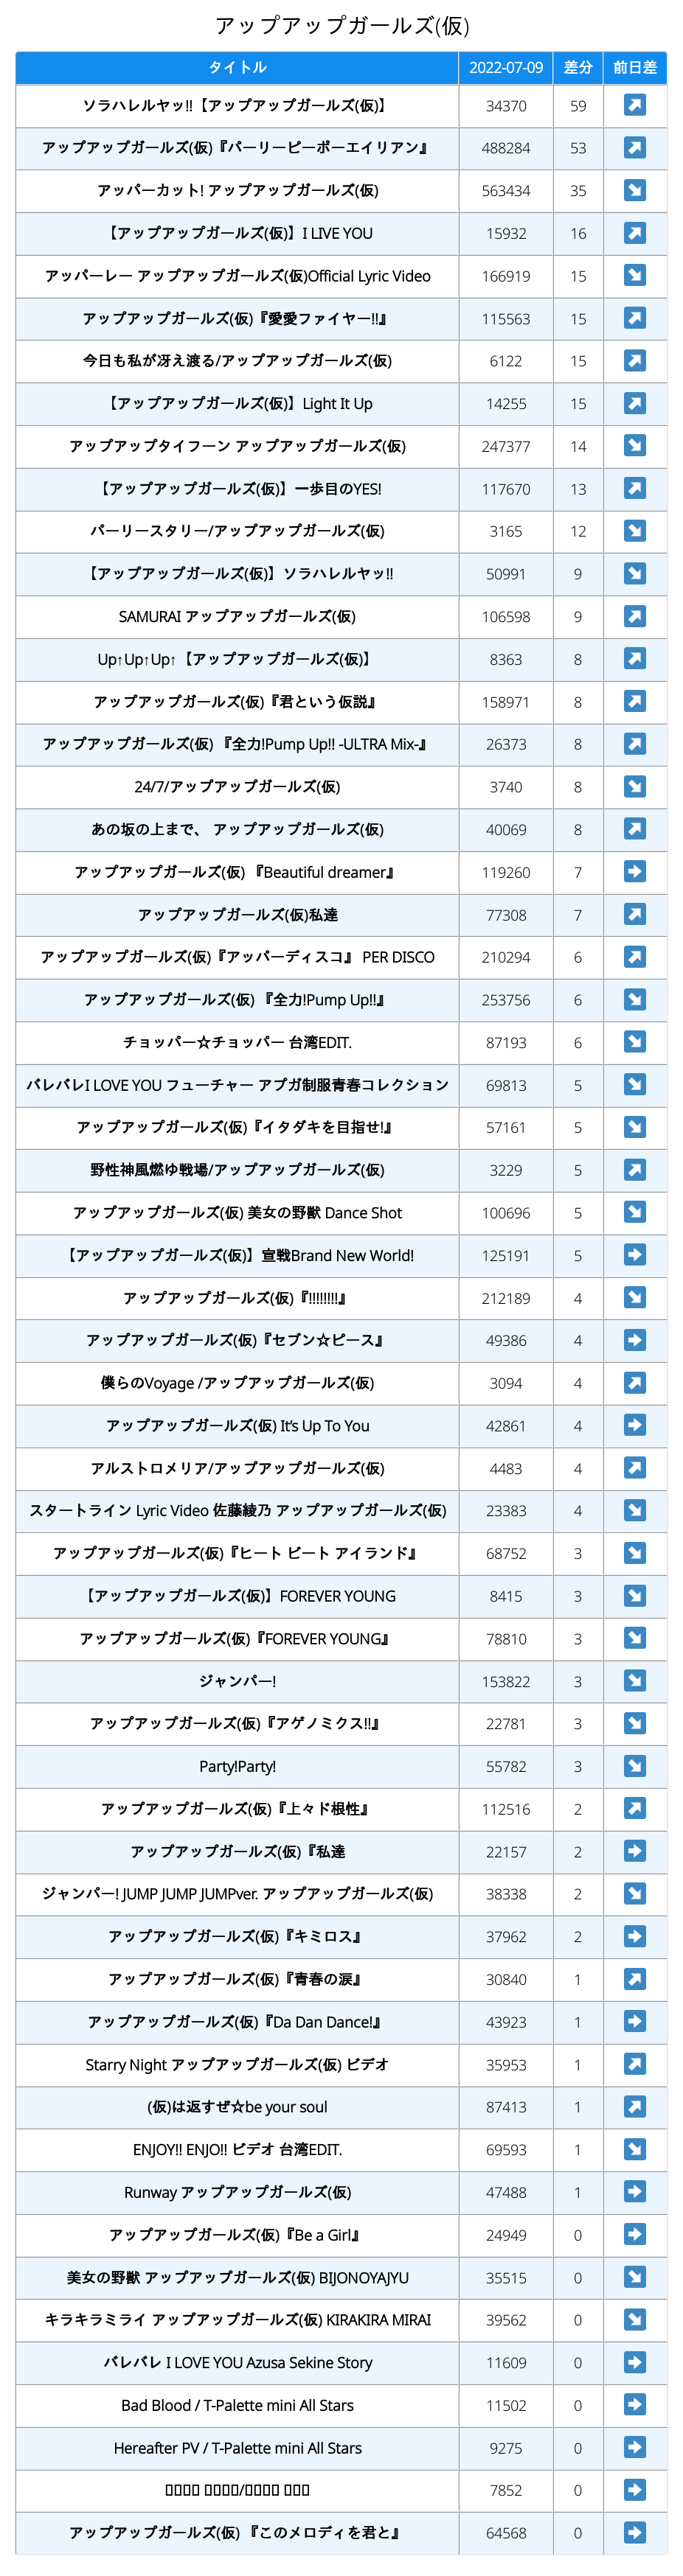 アップアップガールズ(仮)
タイトル 2022-07-09 差分 前日差
ソラハレルヤッ!!【アップアップガールズ(仮)】 34370 59 ↗
アップアップガールズ(仮)『パーリーピーポーエイリアン』 488284 53 ↗
アッパーカット! アップアップガールズ(仮) 563434 35 ↘
【アップアップガールズ(仮)】I LIVE YOU 15932 16 ↗
アッパーレー アップアップガールズ(仮)Official Lyric Video 166919 15 ↘
アップアップガールズ(仮)『愛愛ファイヤー!!』 115563 15 ↗
今日も私が冴え渡る/アップアップガールズ(仮) 6122 15 ↗
【アップアップガールズ(仮)】Light It Up 14255 15 ↗
アップアップタイフーン アップアップガールズ(仮) 247377 14 ↘
【アップアップガールズ(仮)】一歩目のYES! 117670 13 ↗
パーリースタリー/アップアップガールズ(仮) 3165 12 ↘
【アップアップガールズ(仮)】ソラハレルヤッ!! 50991 9 ↘
SAMURAI アップアップガールズ(仮) 106598 9 ↗
Up↑Up↑Up↑【アップアップガールズ(仮)】 8363 8 ↗
アップアップガールズ(仮)『君という仮説』 158971 8 ↗
アップアップガールズ(仮) 『全力!Pump Up!! -ULTRA Mix-』 26373 8 ↗
24/7/アップアップガールズ(仮) 3740 8 ↘
あの坂の上まで、 アップアップガールズ(仮) 40069 8 ↗
アップアップガールズ(仮) 『Beautiful dreamer』 119260 7 ➡
アップアップガールズ(仮)私達 77308 7 ↗
アップアップガールズ(仮)『アッパーディスコ』 PER DISCO 210294 6 ↗
アップアップガールズ(仮) 『全力!Pump Up!!』 253756 6 ↘
チョッパー☆チョッパー 台湾EDIT. 87193 6 ↘
バレバレI LOVE YOU フューチャー アプガ制服青春コレクション 69813 5 ↘
アップアップガールズ(仮)『イタダキを目指せ!』 57161 5 ↘
野性神風燃ゆ戦場/アップアップガールズ(仮) 3229 5 ↗
アップアップガールズ(仮) 美女の野獣 Dance Shot 100696 5 ↘
【アップアップガールズ(仮)】宣戦Brand New World! 125191 5 ➡
アップアップガールズ(仮)『!!!!!!!!』 212189 4 ↘
アップアップガールズ(仮)『セブン☆ピース』 49386 4 ➡
僕らのVoyage /アップアップガールズ(仮) 3094 4 ↗
アップアップガールズ(仮) It's Up To You 42861 4 ➡
アルストロメリア/アップアップガールズ(仮) 4483 4 ↗
スタートライン Lyric Video 佐藤綾乃 アップアップガールズ(仮) 23383 4 ↘
アップアップガールズ(仮)『ヒート ビート アイランド』 68752 3 ↘
【アップアップガールズ(仮)】FOREVER YOUNG 8415 3 ↘
アップアップガールズ(仮)『FOREVER YOUNG』 78810 3 ↘
ジャンパー! 153822 3 ↘
アップアップガールズ(仮)『アゲノミクス!!』 22781 3 ↘
Party!Party! 55782 3 ↘
アップアップガールズ(仮)『上々ド根性』 112516 2 ↗
アップアップガールズ(仮)『私達 22157 2 ➡
ジャンパー! JUMP JUMP JUMPver. アップアップガールズ(仮) 38338 2 ↘
アップアップガールズ(仮)『キミロス』 37962 2 ➡
アップアップガールズ(仮)『青春の涙』 30840 1 ↗
アップアップガールズ(仮)『Da Dan Dance!』 43923 1 ➡
Starry Night アップアップガールズ(仮) ビデオ 35953 1 ↗
(仮)は返すぜ☆be your soul 87413 1 ↗
ENJOY!! ENJO!! ビデオ 台湾EDIT. 69593 1 ↘
Runway アップアップガールズ(仮) 47488 1 ➡
アップアップガールズ(仮)『Be a Girl』 24949 0 ➡
美女の野獣 アップアップガールズ(仮) BIJONOYAJYU 35515 0 ↘
キラキラミライ アップアップガールズ(仮) KIRAKIRA MIRAI 39562 0 ↘
バレバレ I LOVE YOU Azusa Sekine Story 11609 0 ➡
Bad Blood / T-Palette mini All Stars 11502 0 ➡
Hereafter PV / T-Palette mini All Stars 9275 0 ➡
7852 0 ➡
アップアップガールズ(仮) 『このメロディを君と』 64568 0 ➡